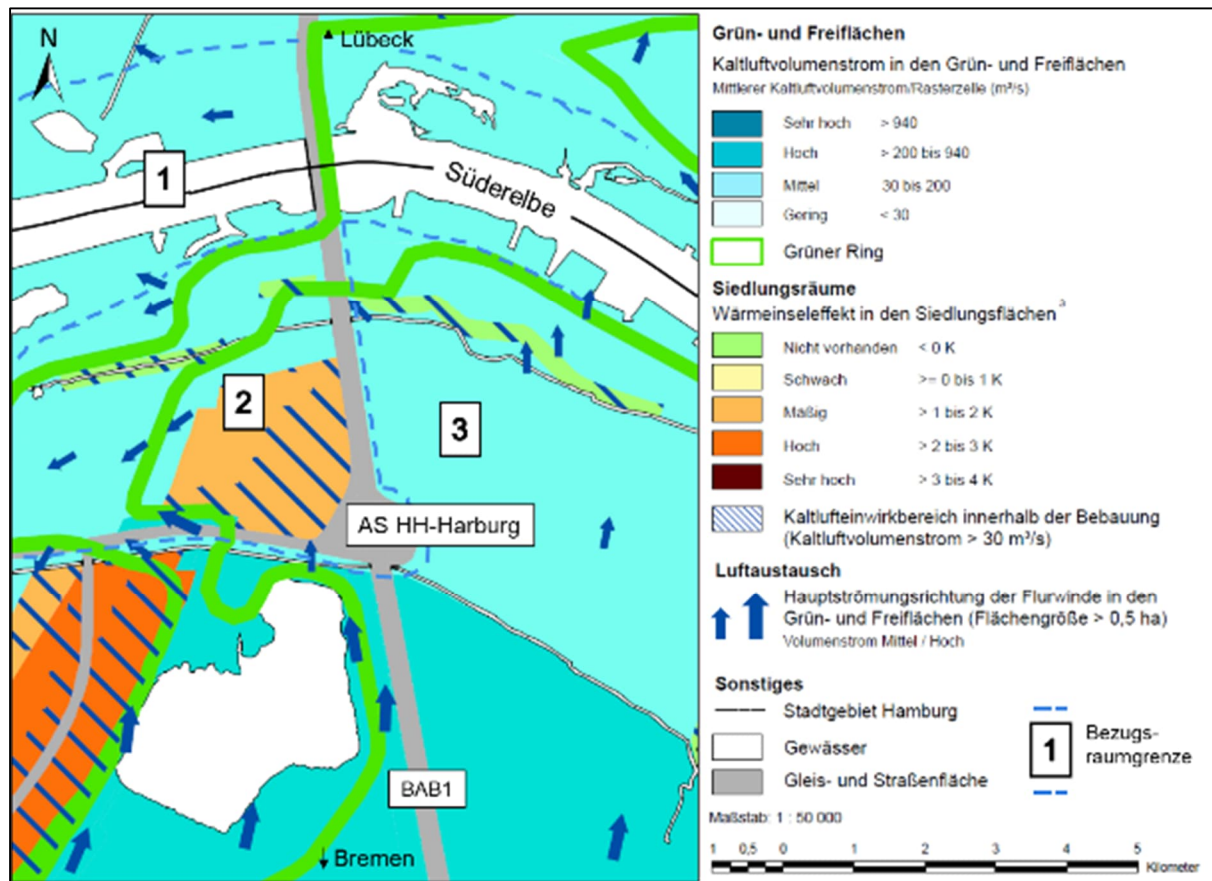 N
Lübeck
1
Süderelbe
2
3
AS HH-Harburg
BAB1
Bremen
Grün- und Freiflächen
Kaltluftvolumenstrom in den Grün- und Freiflächen
Mittlerer Kaltluftvolumenstrom/Rasterzelle (m³/s)
Sehr hoch > 940
Hoch > 200 bis 940
Mittel 30 bis 200
Gering < 30
Grüner Ring
Siedlungsräume
Wärmeinseleffekt in den Siedlungsflächen a
Nicht vorhanden < 0 K
Schwach >= 0 bis 1 K
Mäßig > 1 bis 2 K
Hoch > 2 bis 3 K
Sehr hoch > 3 bis 4 K
Kaltlufteinwirkbereich innerhalb der Bebauung
(Kaltluftvolumenstrom > 30 m³/s)
Luftaustausch
Hauptströmungsrichtung der Flurwinde in den
Grün- und Freiflächen (Flächengröße > 0,5 ha)
Volumenstrom Mittel / Hoch
Sonstiges
Stadtgebiet Hamburg
Gewässer
Gleis- und Straßenfläche
1
Bezugs-
raumgrenze
Maßstab: 1 : 50 000
1 0,5 0 1 2 3 4 5
Kilometer